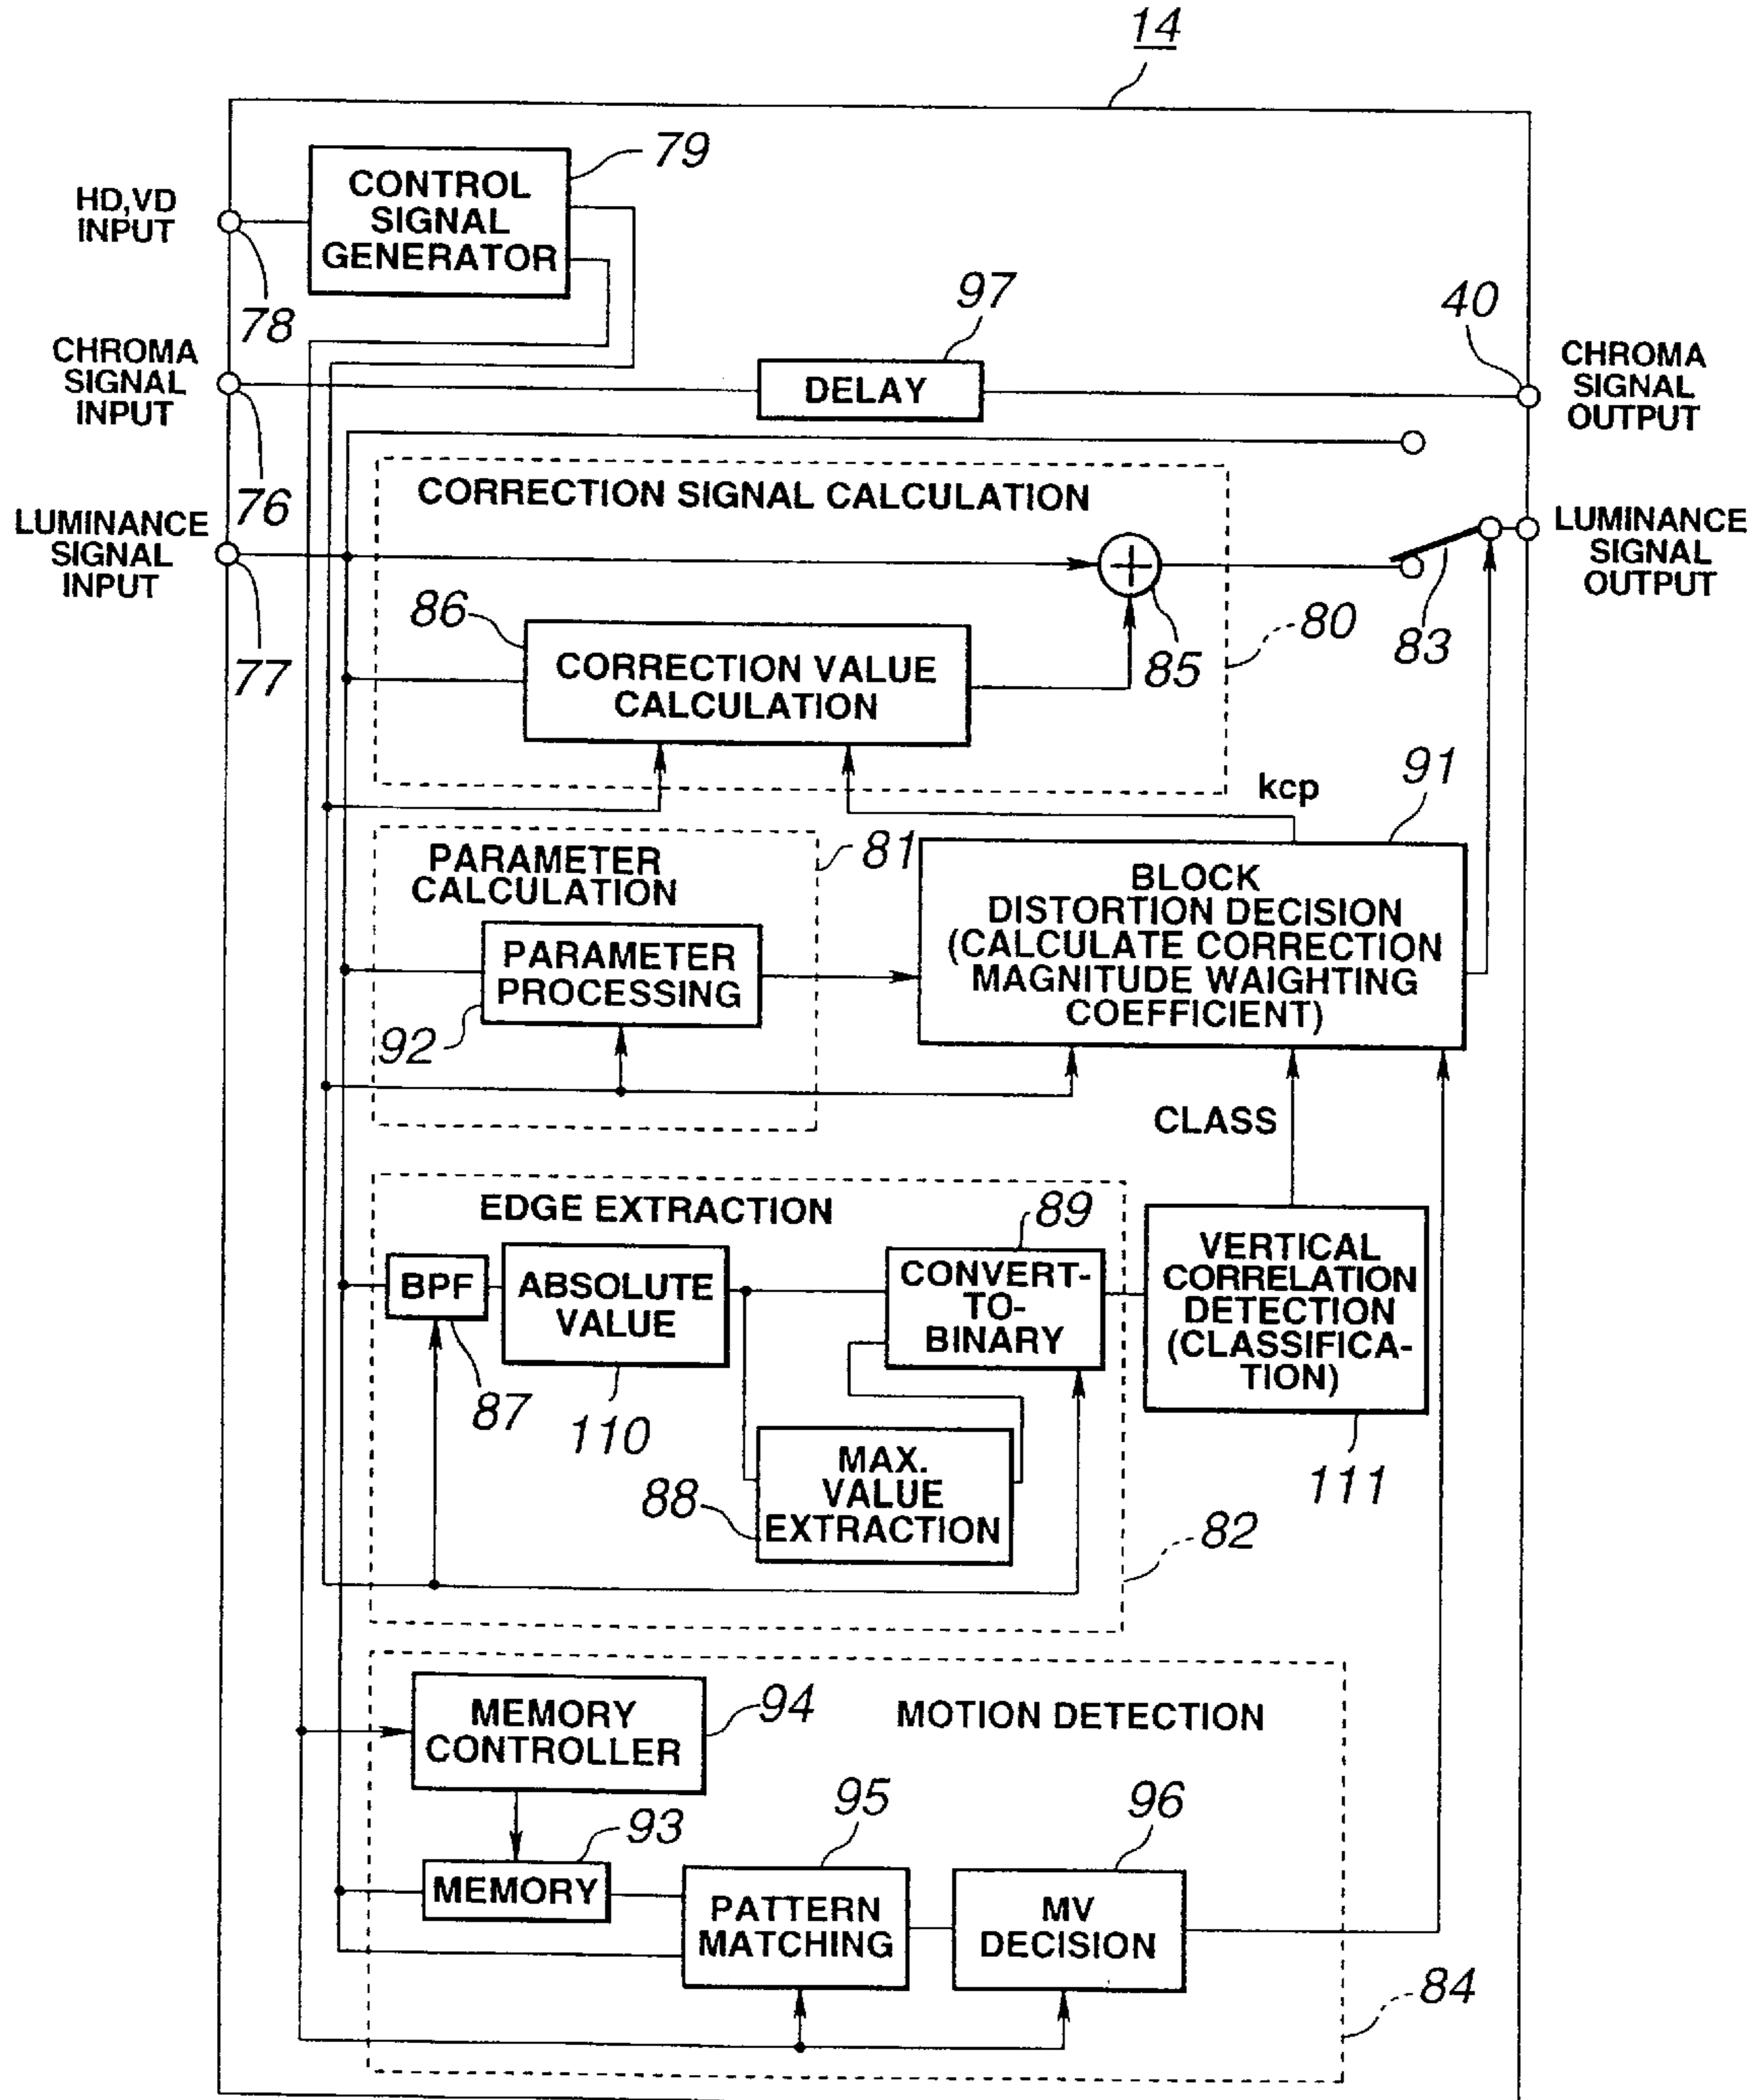 14
79
CONTROL
SIGNAL
GENERATOR
HD,VD
INPUT
78
97
40
CHROMA
SIGNAL
INPUT
DELAY
CHROMA
SIGNAL
OUTPUT
76
CORRECTION SIGNAL CALCULATION
LUMINANCE
SIGNAL
INPUT
LUMINANCE
SIGNAL
OUTPUT
86
80
83
85
77
CORRECTION VALUE
CALCULATION
kcp
91
81
PARAMETER
CALCULATION
BLOCK
DISTORTION DECISION
(CALCULATE CORRECTION
MAGNITUDE WAIGHTING
COEFFICIENT)
PARAMETER
PROCESSING
92
CLASS
EDGE EXTRACTION
89
BPF
ABSOLUTE
VALUE
CONVERT-
TO-
BINARY
VERTICAL
CORRELATION
DETECTION
(CLASSIFICA-
TION)
87
110
MAX.
VALUE
EXTRACTION
88
111
82
MEMORY
CONTROLLER
94
MOTION DETECTION
93
95
96
MEMORY
PATTERN
MATCHING
MV
DECISION
84